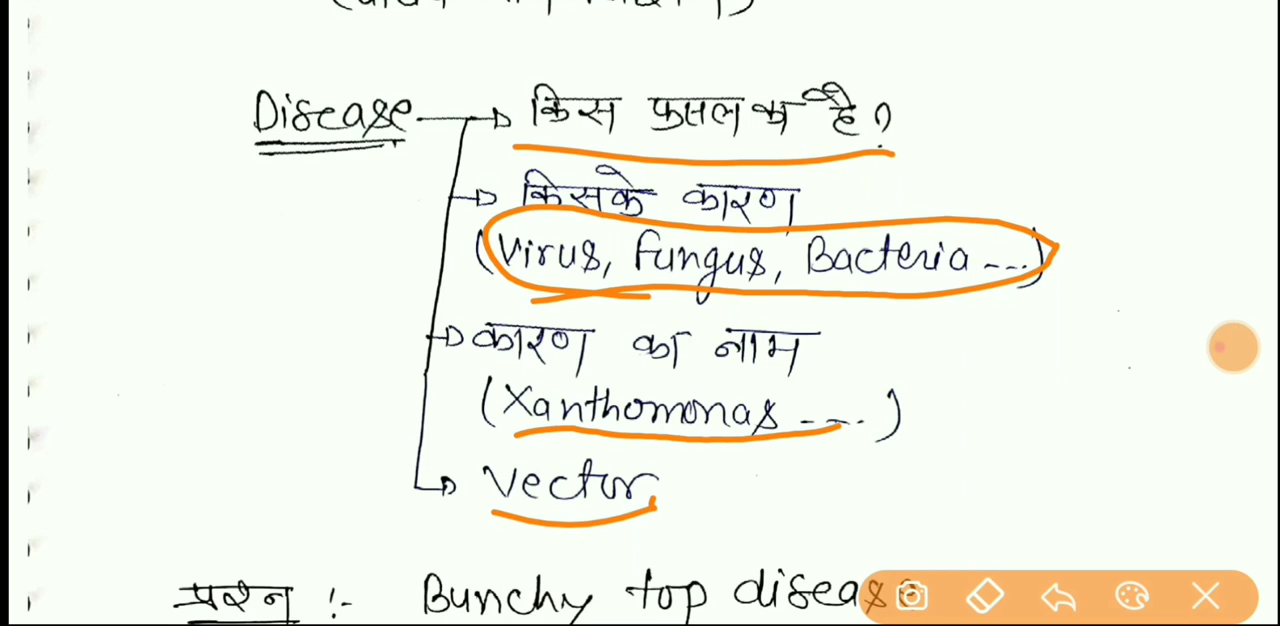 Disease → किस फसल का है?
→ किसके कारण
(Virus, Fungus, Bacteria ---)
→ कारण का नाम
(Xanthomonas ----)
→ Vector
प्रश्न :- Bunchy top disease